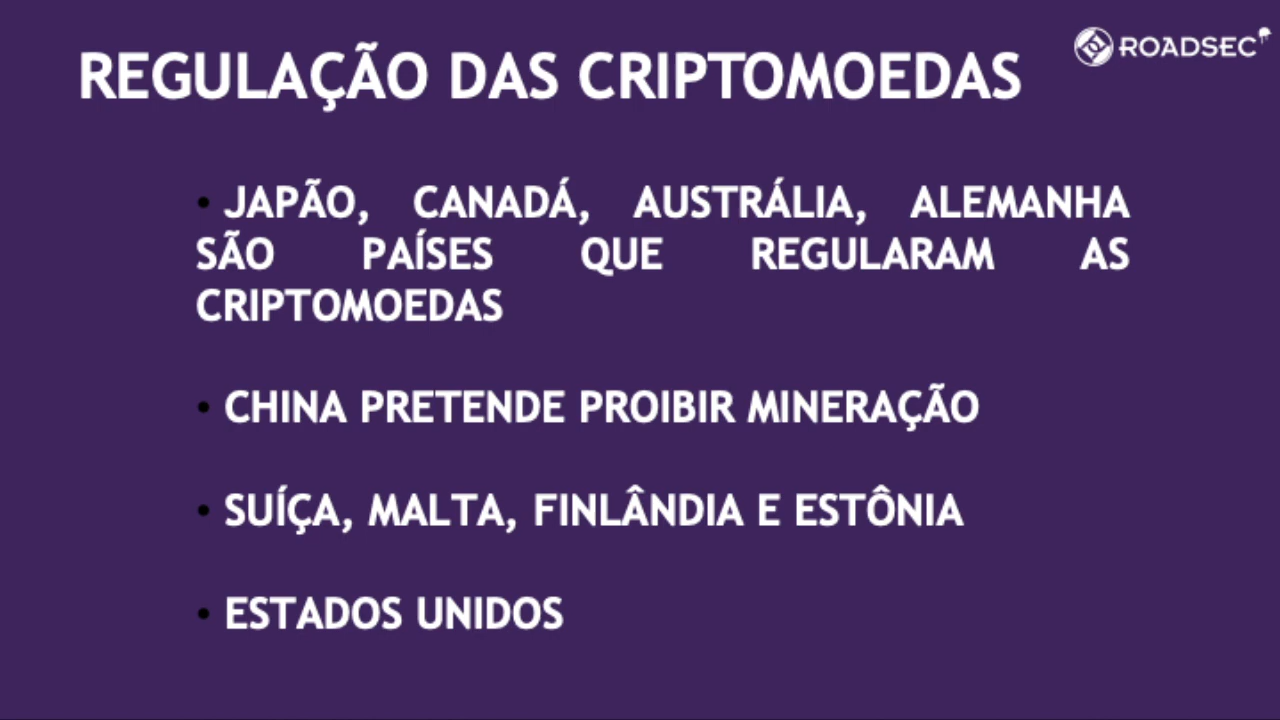 REGULAÇÃO DAS CRIPTOMOEDAS
ROADSEC
• JAPÃO, CANADÁ, AUSTRÁLIA, ALEMANHA
SÃO PAÍSES QUE REGULARAM AS
CRIPTOMOEDAS
• CHINA PRETENDE PROIBIR MINERAÇÃO
• SUÍÇA, MALTA, FINLÂNDIA E ESTÔNIA
• ESTADOS UNIDOS